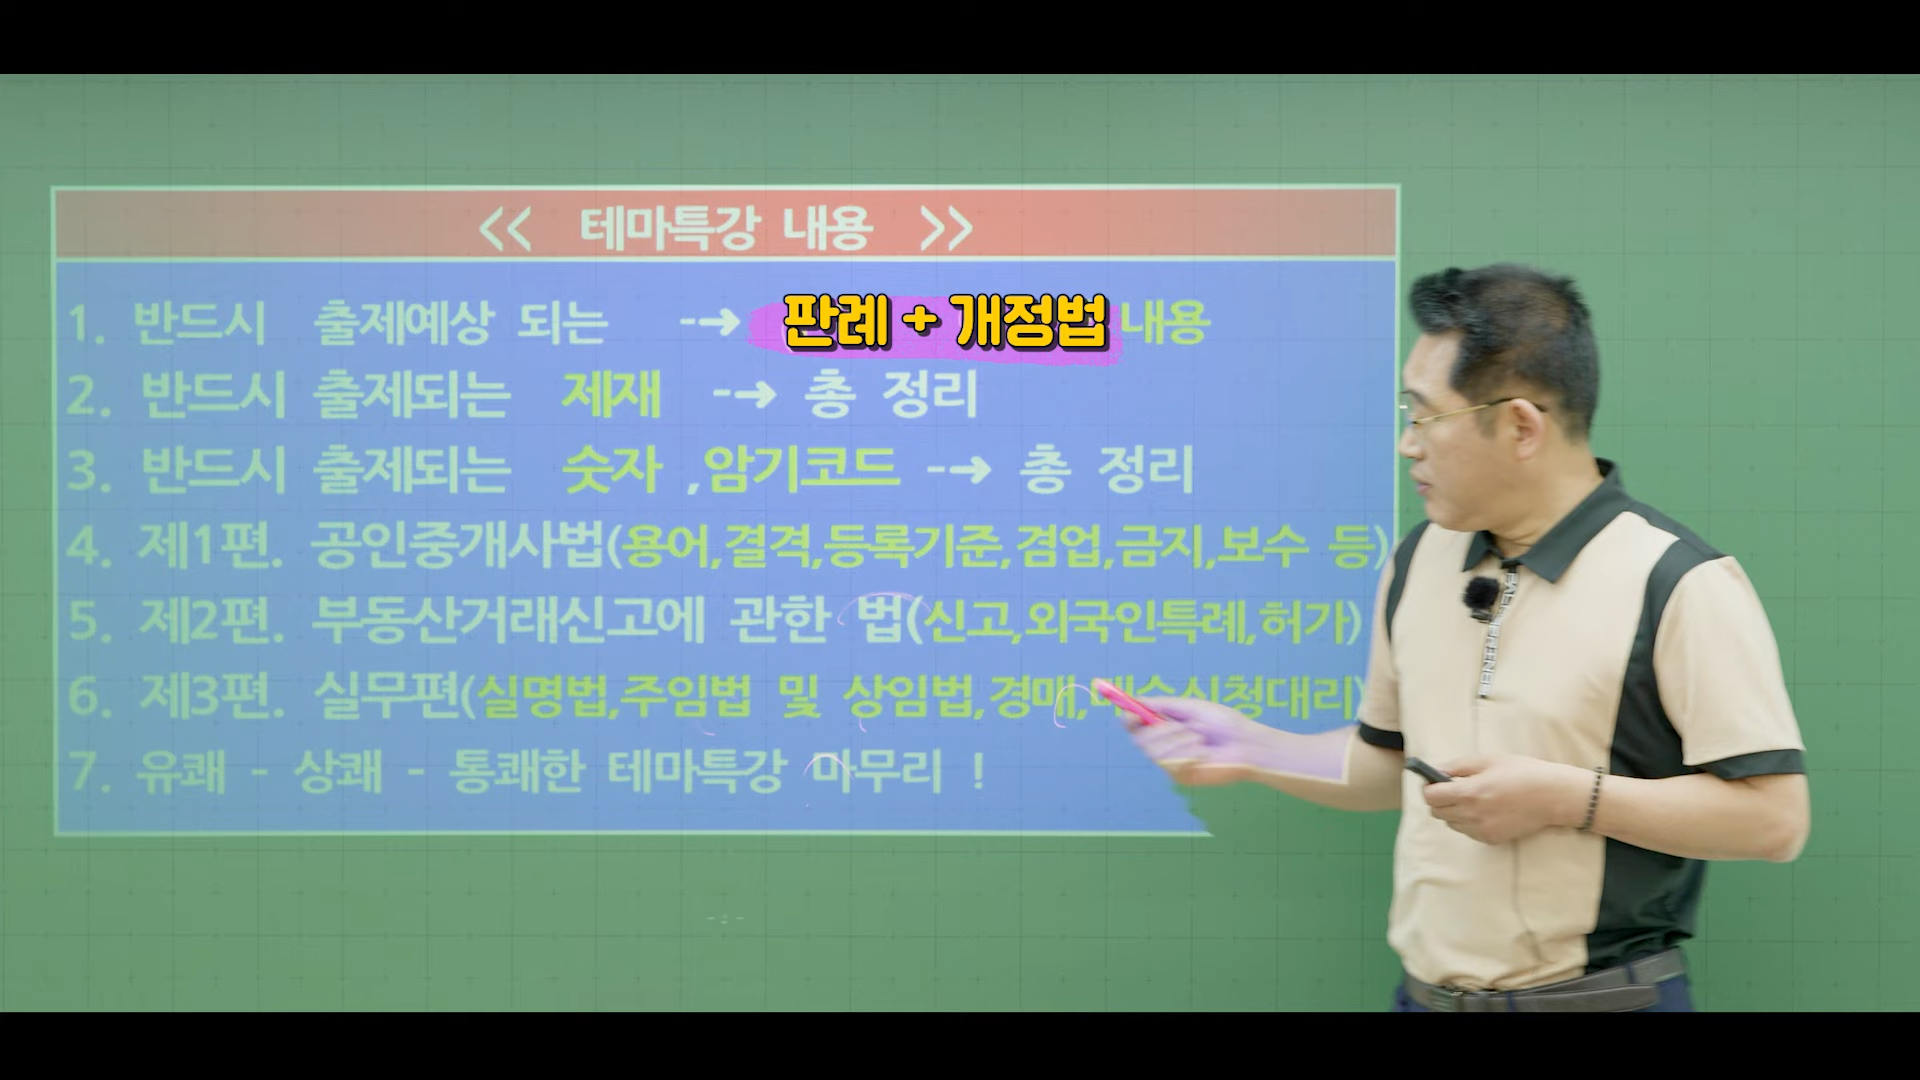 << 테마특강 내용 >>
1. 반드시 출제예상 되는 --→ 판례 + 개정법 내용
2. 반드시 출제되는 제재 --→ 총 정리
3. 반드시 출제되는 숫자 ,암기코드 --→ 총 정리
4. 제1편. 공인중개사법(용어,결격,등록기준,겸업,금지,보수 등)
5. 제2편. 부동산거래신고에 관한 법(신고,외국인특례,허가)
6. 제3편. 실무편(실명법,주임법 및 상임법,경매,매수신청대리)
7. 유쾌 - 상쾌 - 통쾌한 테마특강 마무리 !